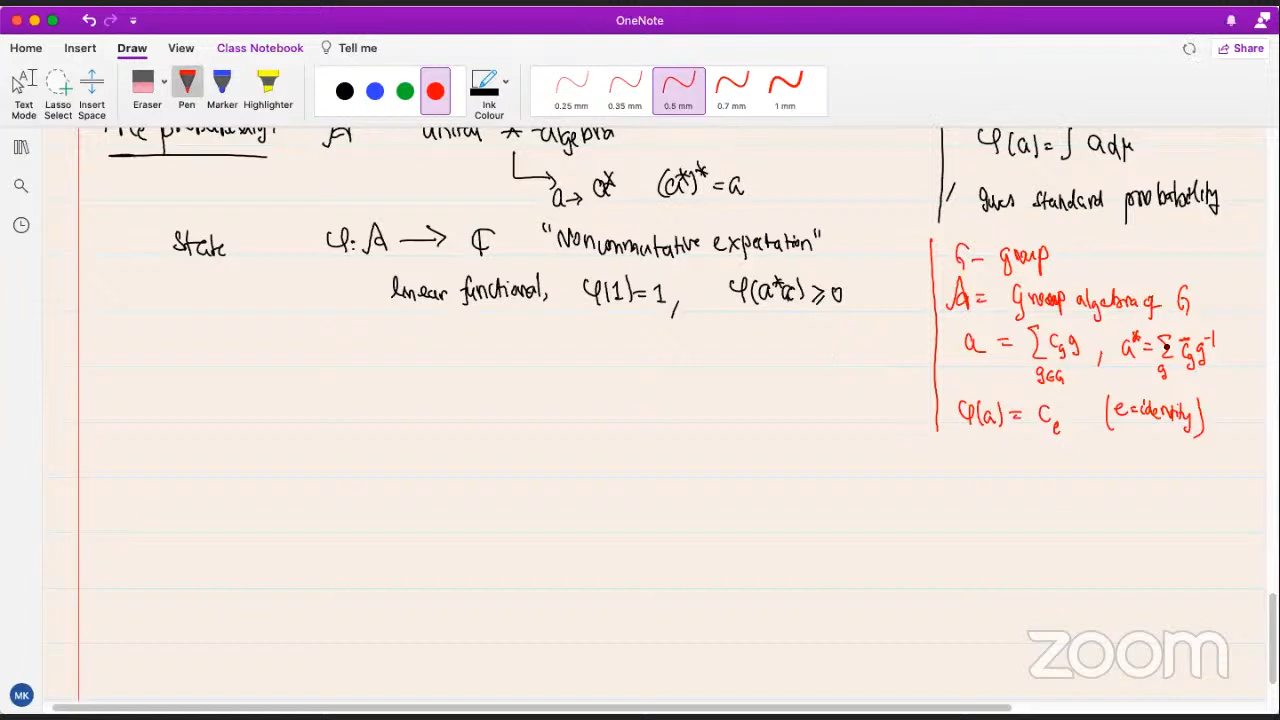 OneNote
Home Insert Draw View Class Notebook Tell me
Share
Text Mode
Lasso Select
Insert Space
Eraser
Pen
Marker
Highlighter
Ink Colour
0.25 mm
0.35 mm
0.5 mm
0.7 mm
1 mm
probability: 𝒜 unital *-algebra
a → a* (a*)* = a
State φ: 𝒜 → ℂ "Noncommutative expectation"
linear functional, φ(1)=1, φ(a*a) ≥ 0
φ(a) = ∫ a dμ
gives standard probability
G - group
𝒜 = Group algebra of G
a = ∑ c_g g , a* = ∑ c̄_g g⁻¹
g∈G g
φ(a) = c_e (e=identity)
zoom
MK